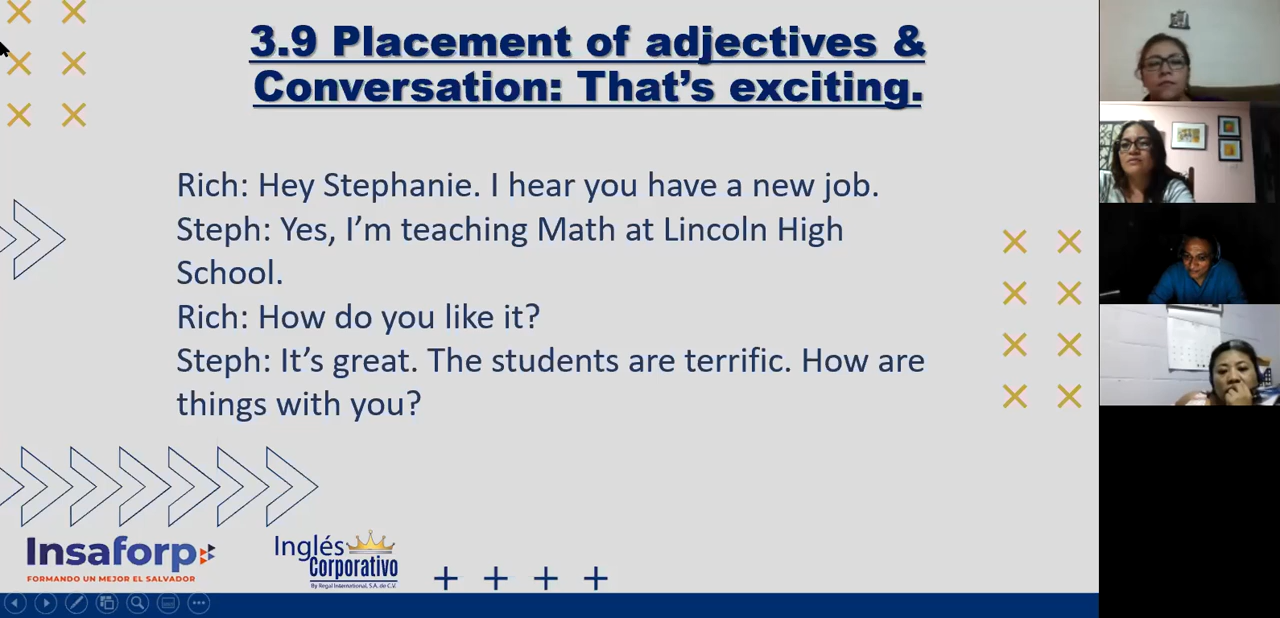 3.9 Placement of adjectives &
Conversation: That's exciting.
Rich: Hey Stephanie. I hear you have a new job.
Steph: Yes, I'm teaching Math at Lincoln High
School.
Rich: How do you like it?
Steph: It's great. The students are terrific. How are
things with you?
Insaforp
FORMANDO UN MEJOR EL SALVADOR
Inglés
Corporativo
By Regal International, S.A. de C.V.